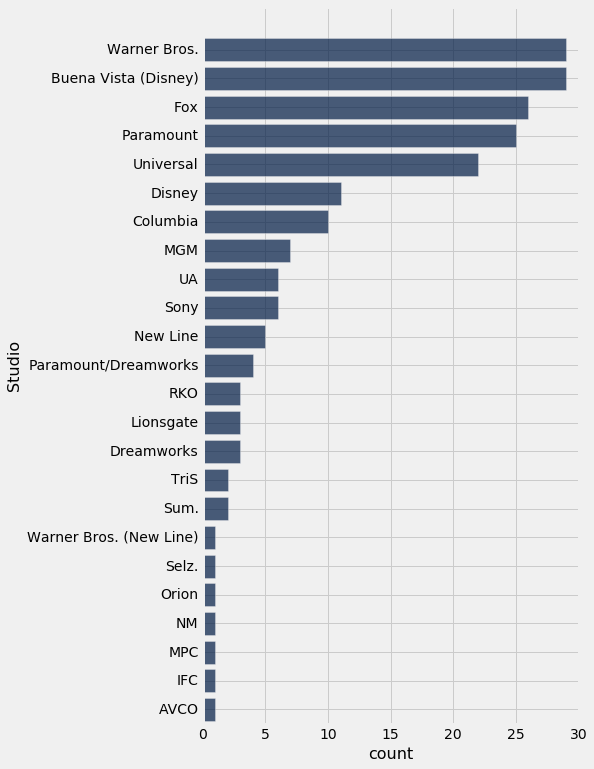 Warner Bros.
Buena Vista (Disney)
Fox
Paramount
Universal
Disney
Columbia
MGM
UA
Sony
New Line
Studio
Paramount/Dreamworks
RKO
Lionsgate
Dreamworks
TriS
Sum.
Warner Bros. (New Line)
Selz.
Orion
NM
MPC
IFC
AVCO
0 5 10 15 20 25 30
count